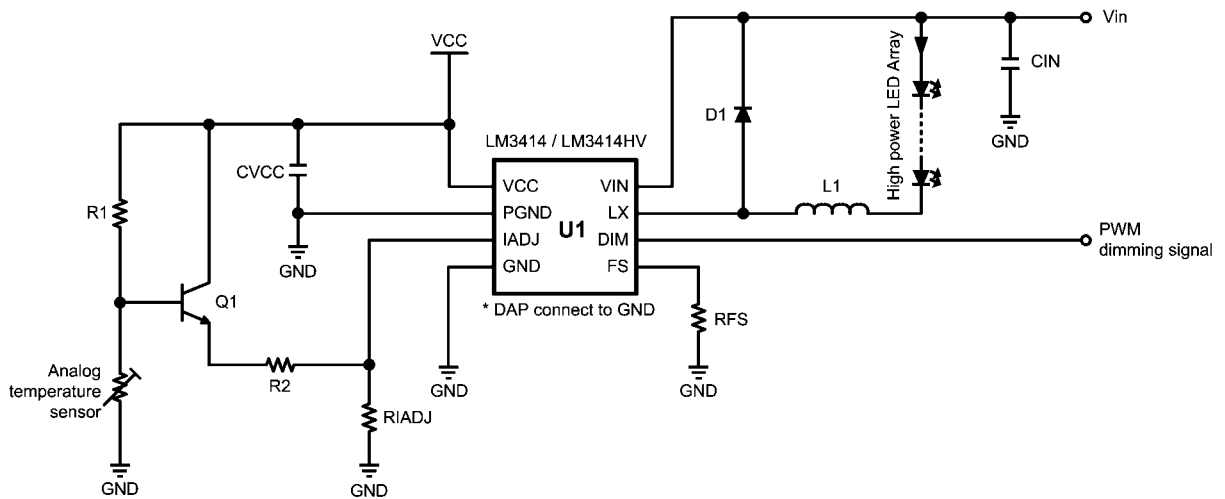 Vin
VCC
High power LED Array
CIN
D1
GND
LM3414 / LM3414HV
CVCC
VCC
VIN
L1
R1
PGND
LX
U1
IADJ
DIM
PWM
dimming signal
GND
GND
FS
Q1
* DAP connect to GND
RFS
Analog
temperature
sensor
R2
GND
GND
RIADJ
GND
GND